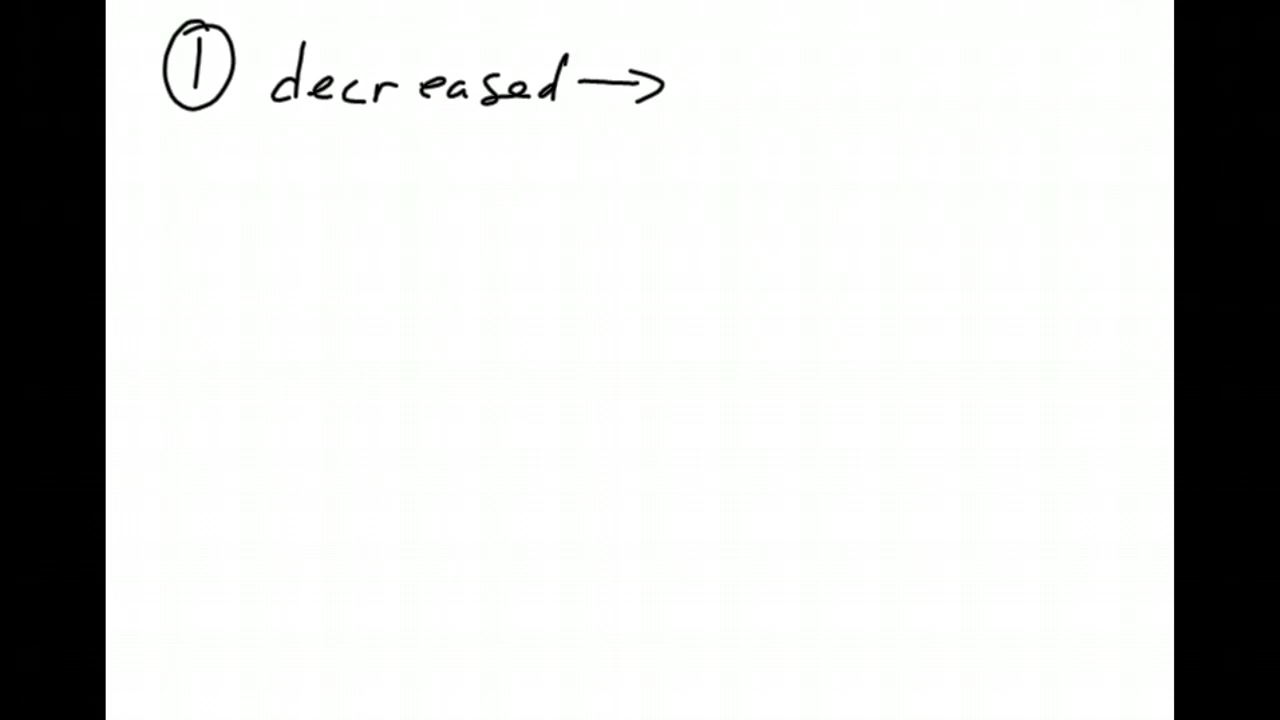 ① decreased →